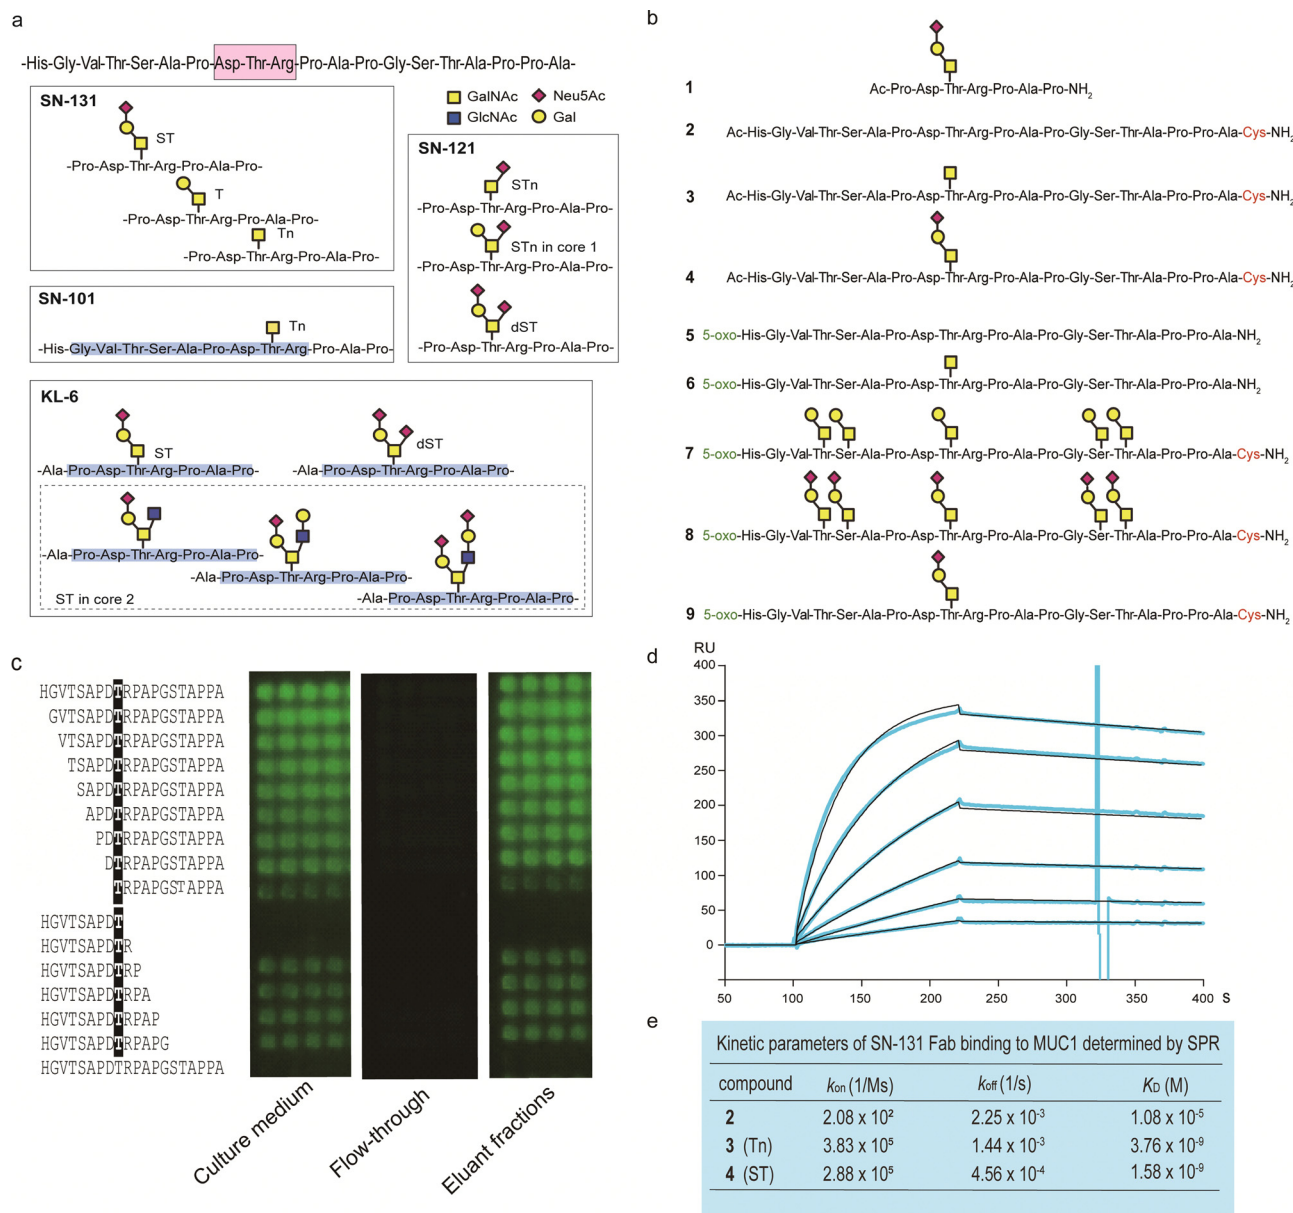 a
-His-Gly-Val-Thr-Ser-Ala-Pro-Asp-Thr-Arg-Pro-Ala-Pro-Gly-Ser-Thr-Ala-Pro-Pro-Ala-
SN-131
ST
-Pro-Asp-Thr-Arg-Pro-Ala-Pro-
T
-Pro-Asp-Thr-Arg-Pro-Ala-Pro-
Tn
-Pro-Asp-Thr-Arg-Pro-Ala-Pro-
GalNAc
Neu5Ac
GlcNAc
Gal
SN-121
STn
-Pro-Asp-Thr-Arg-Pro-Ala-Pro-
STn in core 1
-Pro-Asp-Thr-Arg-Pro-Ala-Pro-
dST
-Pro-Asp-Thr-Arg-Pro-Ala-Pro-
SN-101
Tn
-His-Gly-Val-Thr-Ser-Ala-Pro-Asp-Thr-Arg-Pro-Ala-Pro-
KL-6
ST
-Ala-Pro-Asp-Thr-Arg-Pro-Ala-Pro-
dST
-Ala-Pro-Asp-Thr-Arg-Pro-Ala-Pro-
-Ala-Pro-Asp-Thr-Arg-Pro-Ala-Pro-
-Ala-Pro-Asp-Thr-Arg-Pro-Ala-Pro-
-Ala-Pro-Asp-Thr-Arg-Pro-Ala-Pro-
ST in core 2
b
1 Ac-Pro-Asp-Thr-Arg-Pro-Ala-Pro-NH2
2 Ac-His-Gly-Val-Thr-Ser-Ala-Pro-Asp-Thr-Arg-Pro-Ala-Pro-Gly-Ser-Thr-Ala-Pro-Pro-Ala-Cys-NH2
3 Ac-His-Gly-Val-Thr-Ser-Ala-Pro-Asp-Thr-Arg-Pro-Ala-Pro-Gly-Ser-Thr-Ala-Pro-Pro-Ala-Cys-NH2
4 Ac-His-Gly-Val-Thr-Ser-Ala-Pro-Asp-Thr-Arg-Pro-Ala-Pro-Gly-Ser-Thr-Ala-Pro-Pro-Ala-Cys-NH2
5 5-oxo-His-Gly-Val-Thr-Ser-Ala-Pro-Asp-Thr-Arg-Pro-Ala-Pro-Gly-Ser-Thr-Ala-Pro-Pro-Ala-NH2
6 5-oxo-His-Gly-Val-Thr-Ser-Ala-Pro-Asp-Thr-Arg-Pro-Ala-Pro-Gly-Ser-Thr-Ala-Pro-Pro-Ala-NH2
7 5-oxo-His-Gly-Val-Thr-Ser-Ala-Pro-Asp-Thr-Arg-Pro-Ala-Pro-Gly-Ser-Thr-Ala-Pro-Pro-Ala-Cys-NH2
8 5-oxo-His-Gly-Val-Thr-Ser-Ala-Pro-Asp-Thr-Arg-Pro-Ala-Pro-Gly-Ser-Thr-Ala-Pro-Pro-Ala-Cys-NH2
9 5-oxo-His-Gly-Val-Thr-Ser-Ala-Pro-Asp-Thr-Arg-Pro-Ala-Pro-Gly-Ser-Thr-Ala-Pro-Pro-Ala-Cys-NH2
c
HGVTSAPDTRPAPGSTAPPA
GVTSAPDTRPAPGSTAPPA
VTSAPDTRPAPGSTAPPA
TSAPDTRPAPGSTAPPA
SAPDTRPAPGSTAPPA
APDTRPAPGSTAPPA
PDTRPAPGSTAPPA
DTRPAPGSTAPPA
TRPAPGSTAPPA
HGVTSAPDT
HGVTSAPDTR
HGVTSAPDTRP
HGVTSAPDTRPA
HGVTSAPDTRPAP
HGVTSAPDTRPAPG
HGVTSAPDTRPAPGSTAPPA
Culture medium
Flow-through
Eluant fractions
d
RU
400
350
300
250
200
150
100
50
0
50 100 150 200 250 300 350 400 S
e
Kinetic parameters of SN-131 Fab binding to MUC1 determined by SPR
compound kon (1/Ms) koff (1/s) KD (M)
2 2.08 x 10² 2.25 x 10⁻³ 1.08 x 10⁻⁵
3 (Tn) 3.83 x 10⁵ 1.44 x 10⁻³ 3.76 x 10⁻⁹
4 (ST) 2.88 x 10⁵ 4.56 x 10⁻⁴ 1.58 x 10⁻⁹